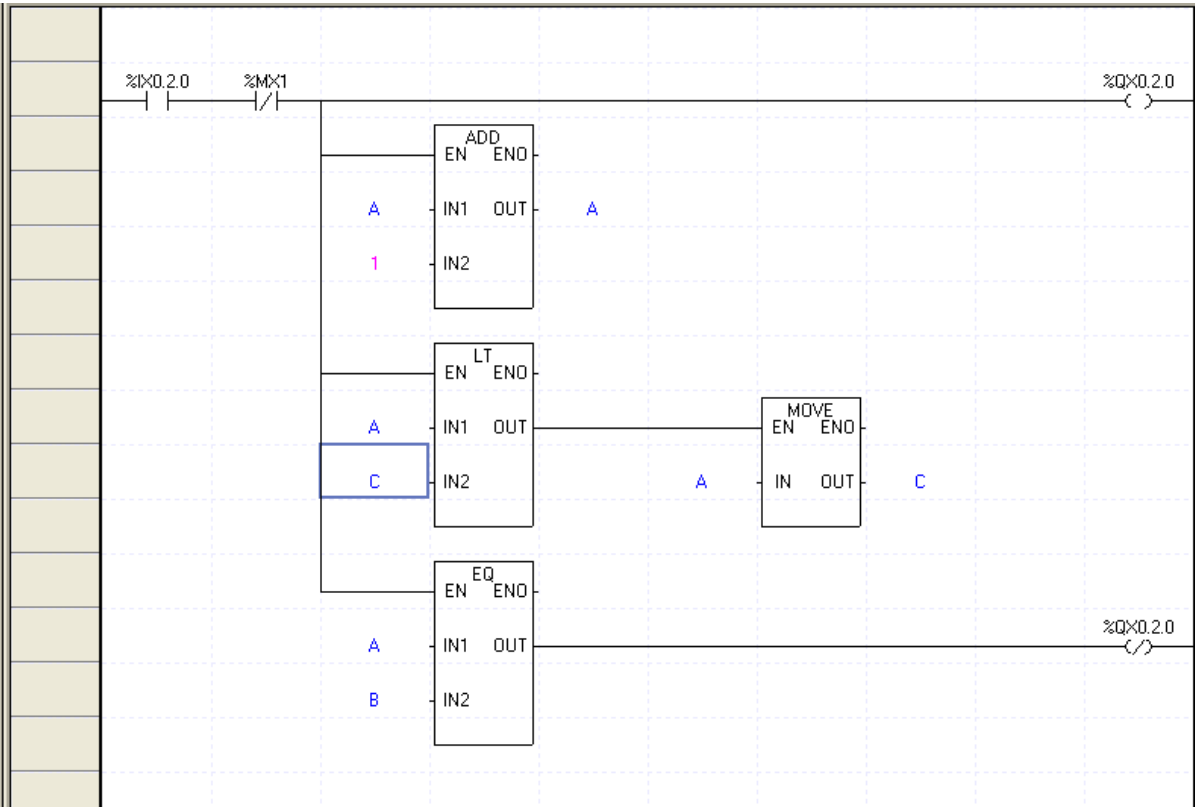 %IX0.2.0 %MX1 %QX0.2.0
ADD
EN ENO
A IN1 OUT A
1 IN2
LT
EN ENO
A IN1 OUT
MOVE
EN ENO
C IN2
A IN OUT C
EQ
EN ENO
A IN1 OUT
%QX0.2.0
B IN2